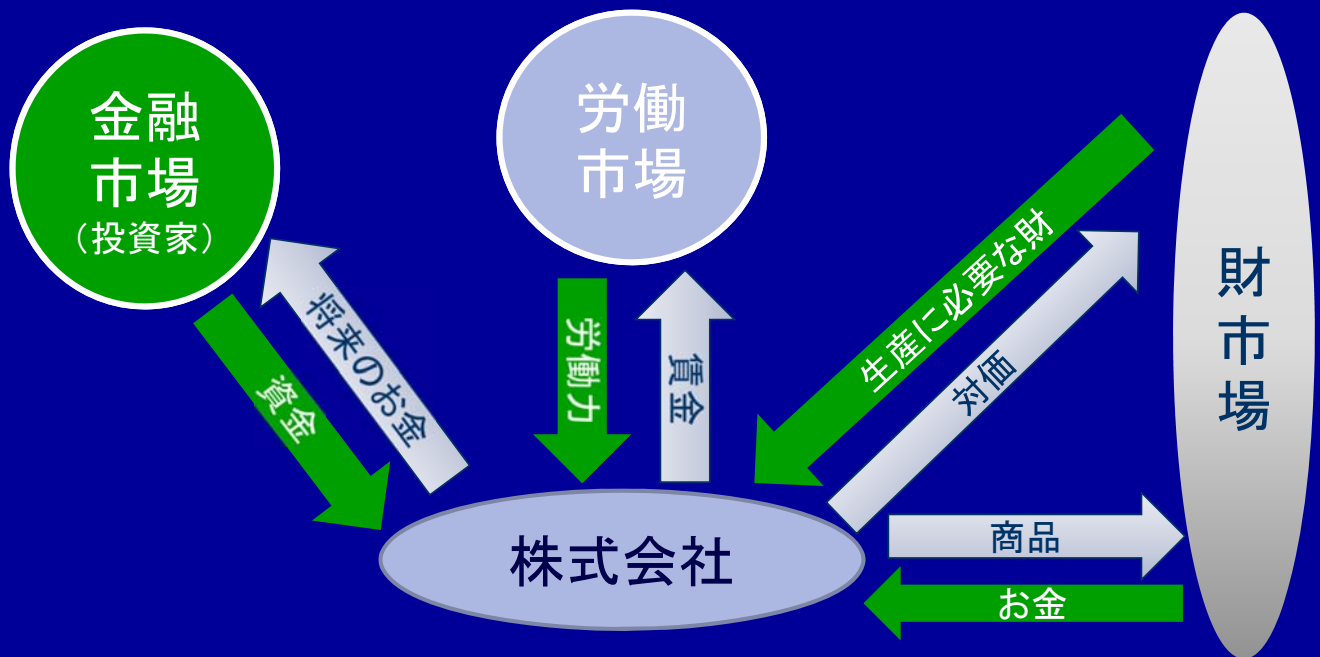 金融
市場
（投資家）
労働
市場
財市場
資金
将来のお金
労働力
賃金
生産に必要な財
対価
株式会社
商品
お金